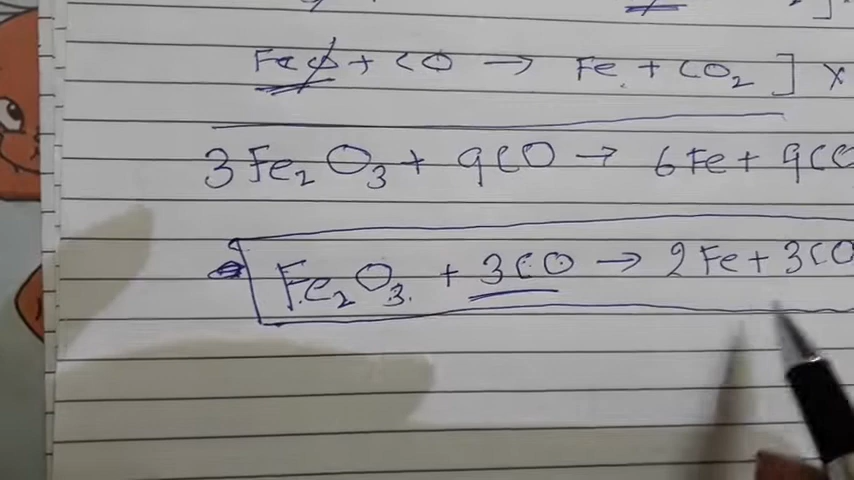 FeO + CO → Fe + CO2 ] ×
3Fe2O3 + 9CO → 6Fe + 9CO
Fe2O3 + 3CO → 2Fe + 3CO